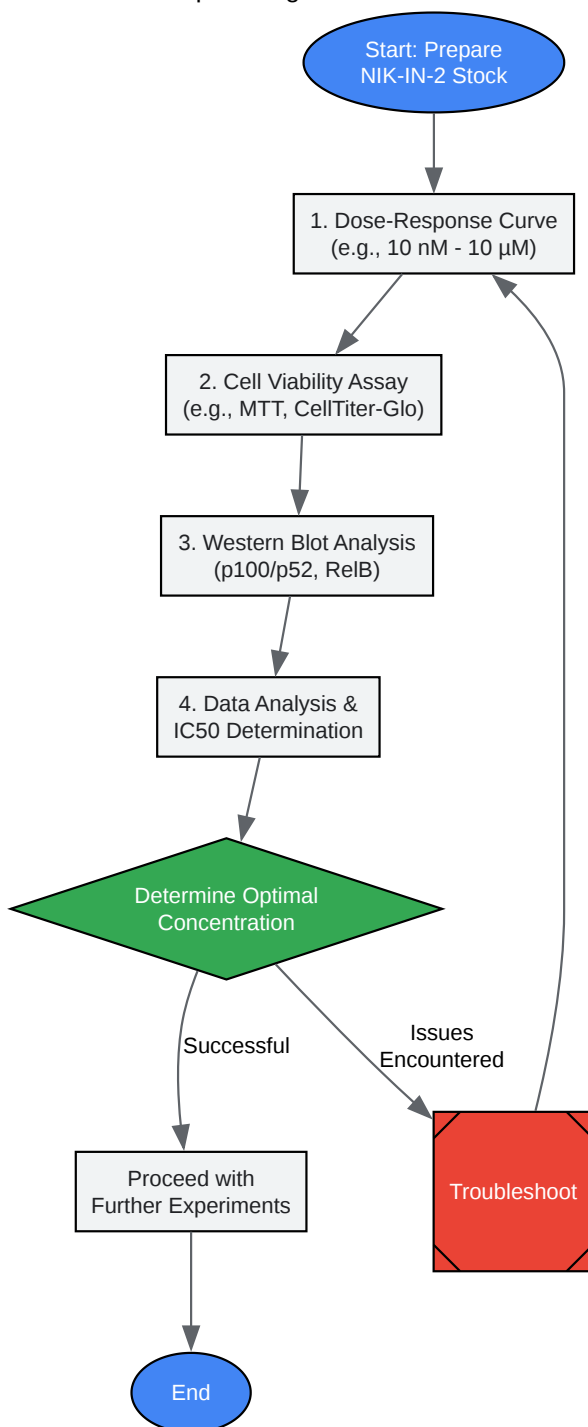 Start: Prepare
NIK-IN-2 Stock
1. Dose-Response Curve
(e.g., 10 nM - 10 µM)
2. Cell Viability Assay
(e.g., MTT, CellTiter-Glo)
3. Western Blot Analysis
(p100/p52, RelB)
4. Data Analysis &
IC50 Determination
Determine Optimal
Concentration
Successful
Issues
Encountered
Troubleshoot
Proceed with
Further Experiments
End